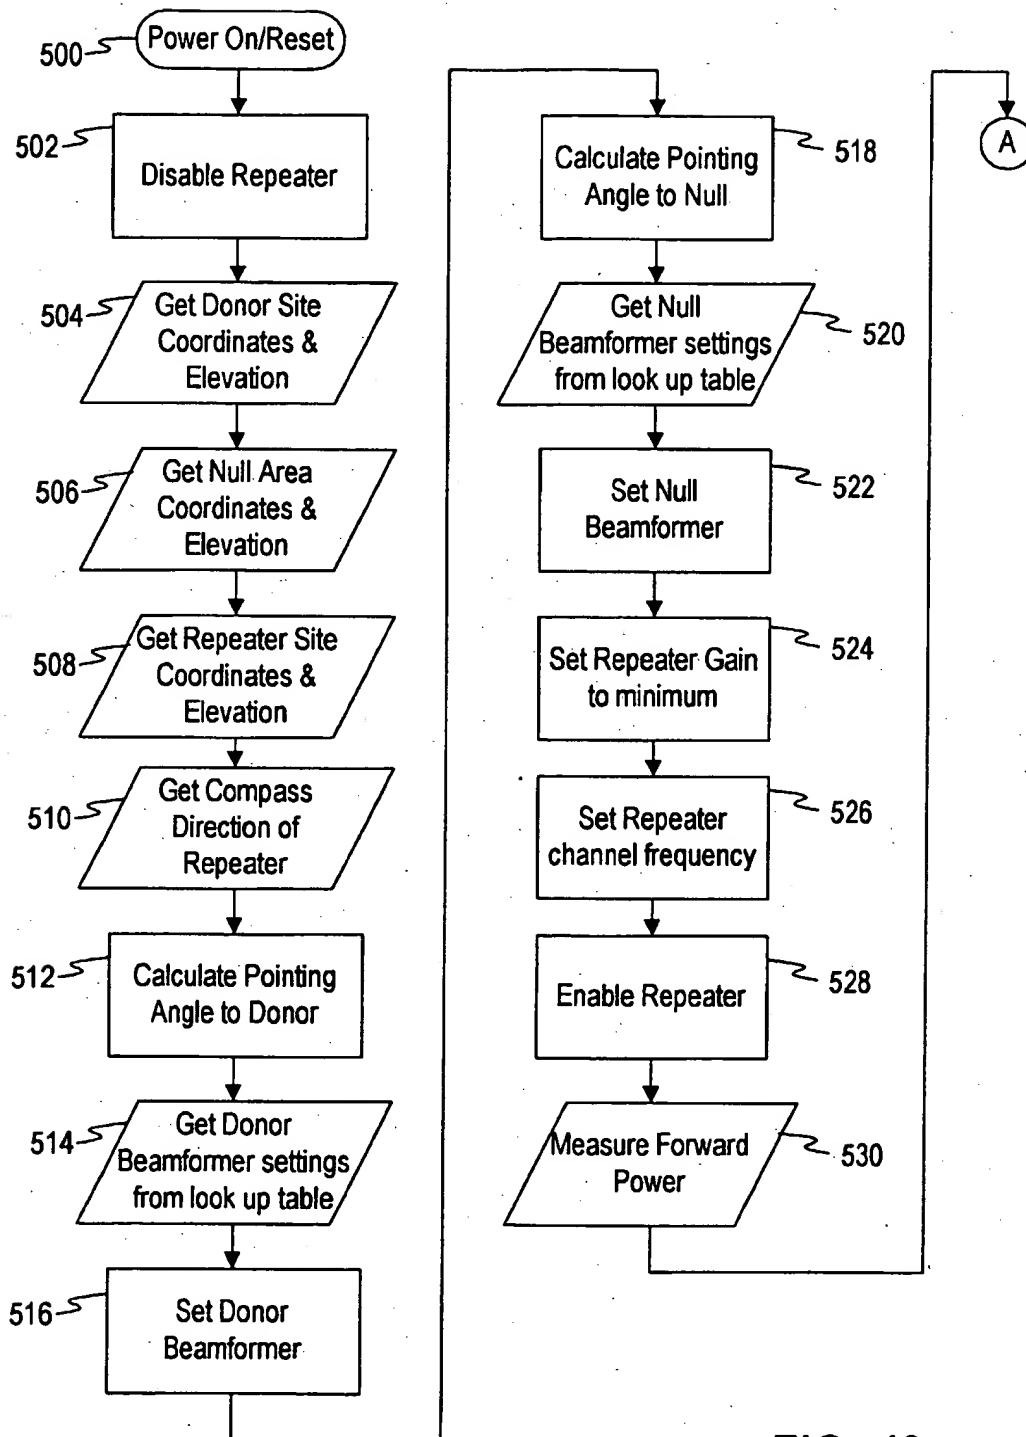 500
Power On/Reset
502
Disable Repeater
504
Get Donor Site
Coordinates &
Elevation
506
Get Null Area
Coordinates &
Elevation
508
Get Repeater Site
Coordinates &
Elevation
510
Get Compass
Direction of
Repeater
512
Calculate Pointing
Angle to Donor
514
Get Donor
Beamformer settings
from look up table
516
Set Donor
Beamformer
Calculate Pointing
Angle to Null
518
Get Null
Beamformer settings
from look up table
520
Set Null
Beamformer
522
Set Repeater Gain
to minimum
524
Set Repeater
channel frequency
526
Enable Repeater
528
Measure Forward
Power
530
A